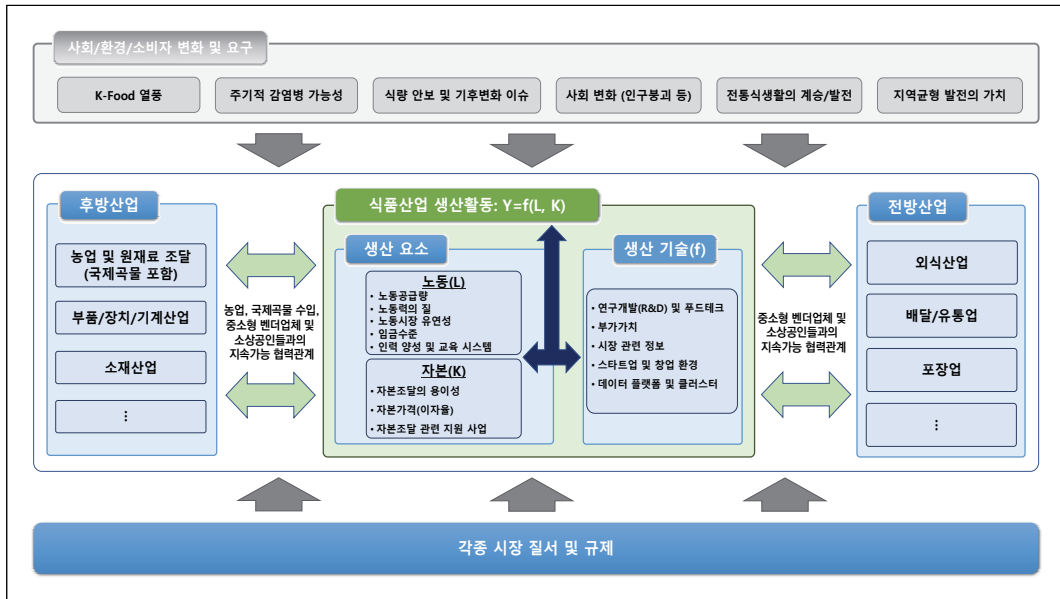 사회/환경/소비자 변화 및 요구
K-Food 열풍
주기적 감염병 가능성
식량 안보 및 기후변화 이슈
사회 변화 (인구붕괴 등)
전통식생활의 계승/발전
지역균형 발전의 가치
후방산업
농업 및 원재료 조달
(국제곡물 포함)
부품/장치/기계산업
소재산업
⋮
농업, 국제곡물 수입,
중소형 벤더업체 및
소상공인들과의
지속가능 협력관계
식품산업 생산활동: Y=f(L, K)
생산 요소
노동(L)
• 노동공급량
• 노동력의 질
• 노동시장 유연성
• 임금수준
• 인력 양성 및 교육 시스템
자본(K)
• 자본조달의 용이성
• 자본가격(이자율)
• 자본조달 관련 지원 사업
생산 기술(f)
• 연구개발(R&D) 및 푸드테크
• 부가가치
• 시장 관련 정보
• 스타트업 및 창업 환경
• 데이터 플랫폼 및 클러스터
중소형 벤더업체 및
소상공인들과의
지속가능 협력관계
전방산업
외식산업
배달/유통업
포장업
⋮
각종 시장 질서 및 규제